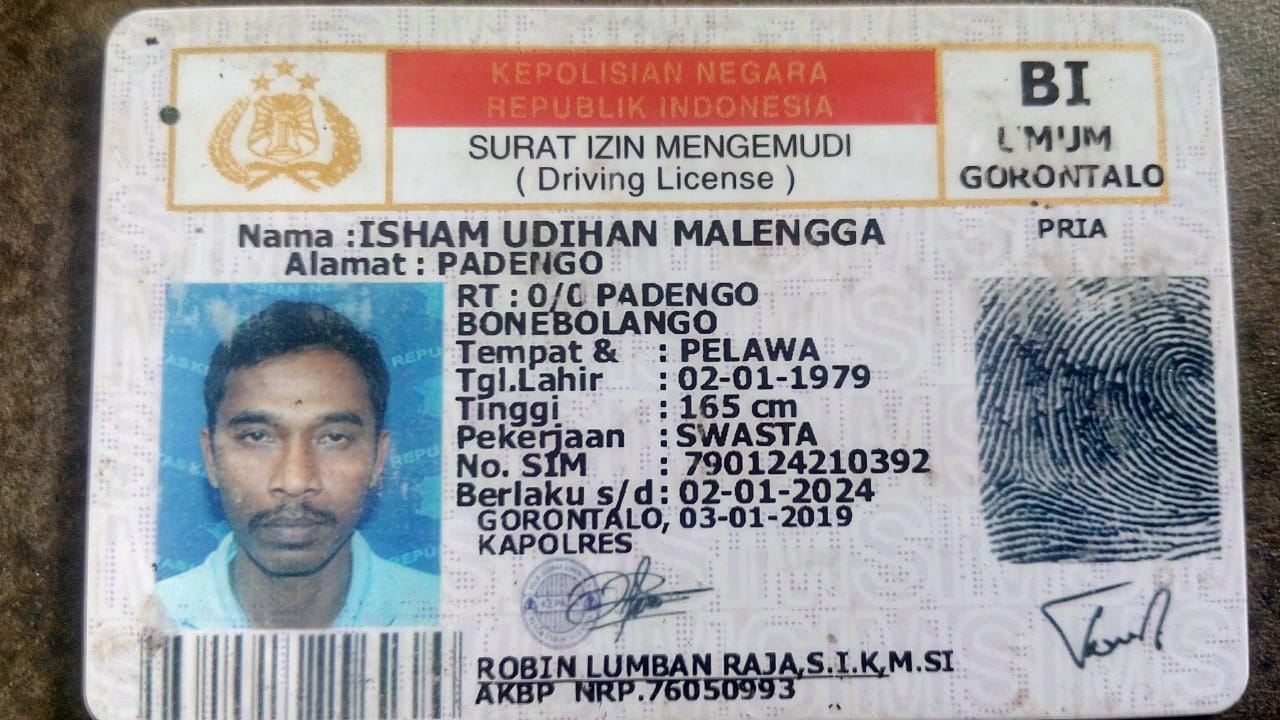 KEPOLISIAN NEGARA
REPUBLIK INDONESIA
SURAT IZIN MENGEMUDI
( Driving License )
BI
UMUM
GORONTALO
PRIA
Nama : ISHAM UDIHAN MALENGGA
Alamat : PADENGO
RT : 0/0 PADENGO
BONEBOLANGO
Tempat & : PELAWA
Tgl.Lahir : 02-01-1979
Tinggi : 165 cm
Pekerjaan : SWASTA
No. SIM : 790124210392
Berlaku s/d : 02-01-2024
GORONTALO, 03-01-2019
KAPOLRES
ROBIN LUMBAN RAJA,S.I.K,M.SI
AKBP NRP.76050993